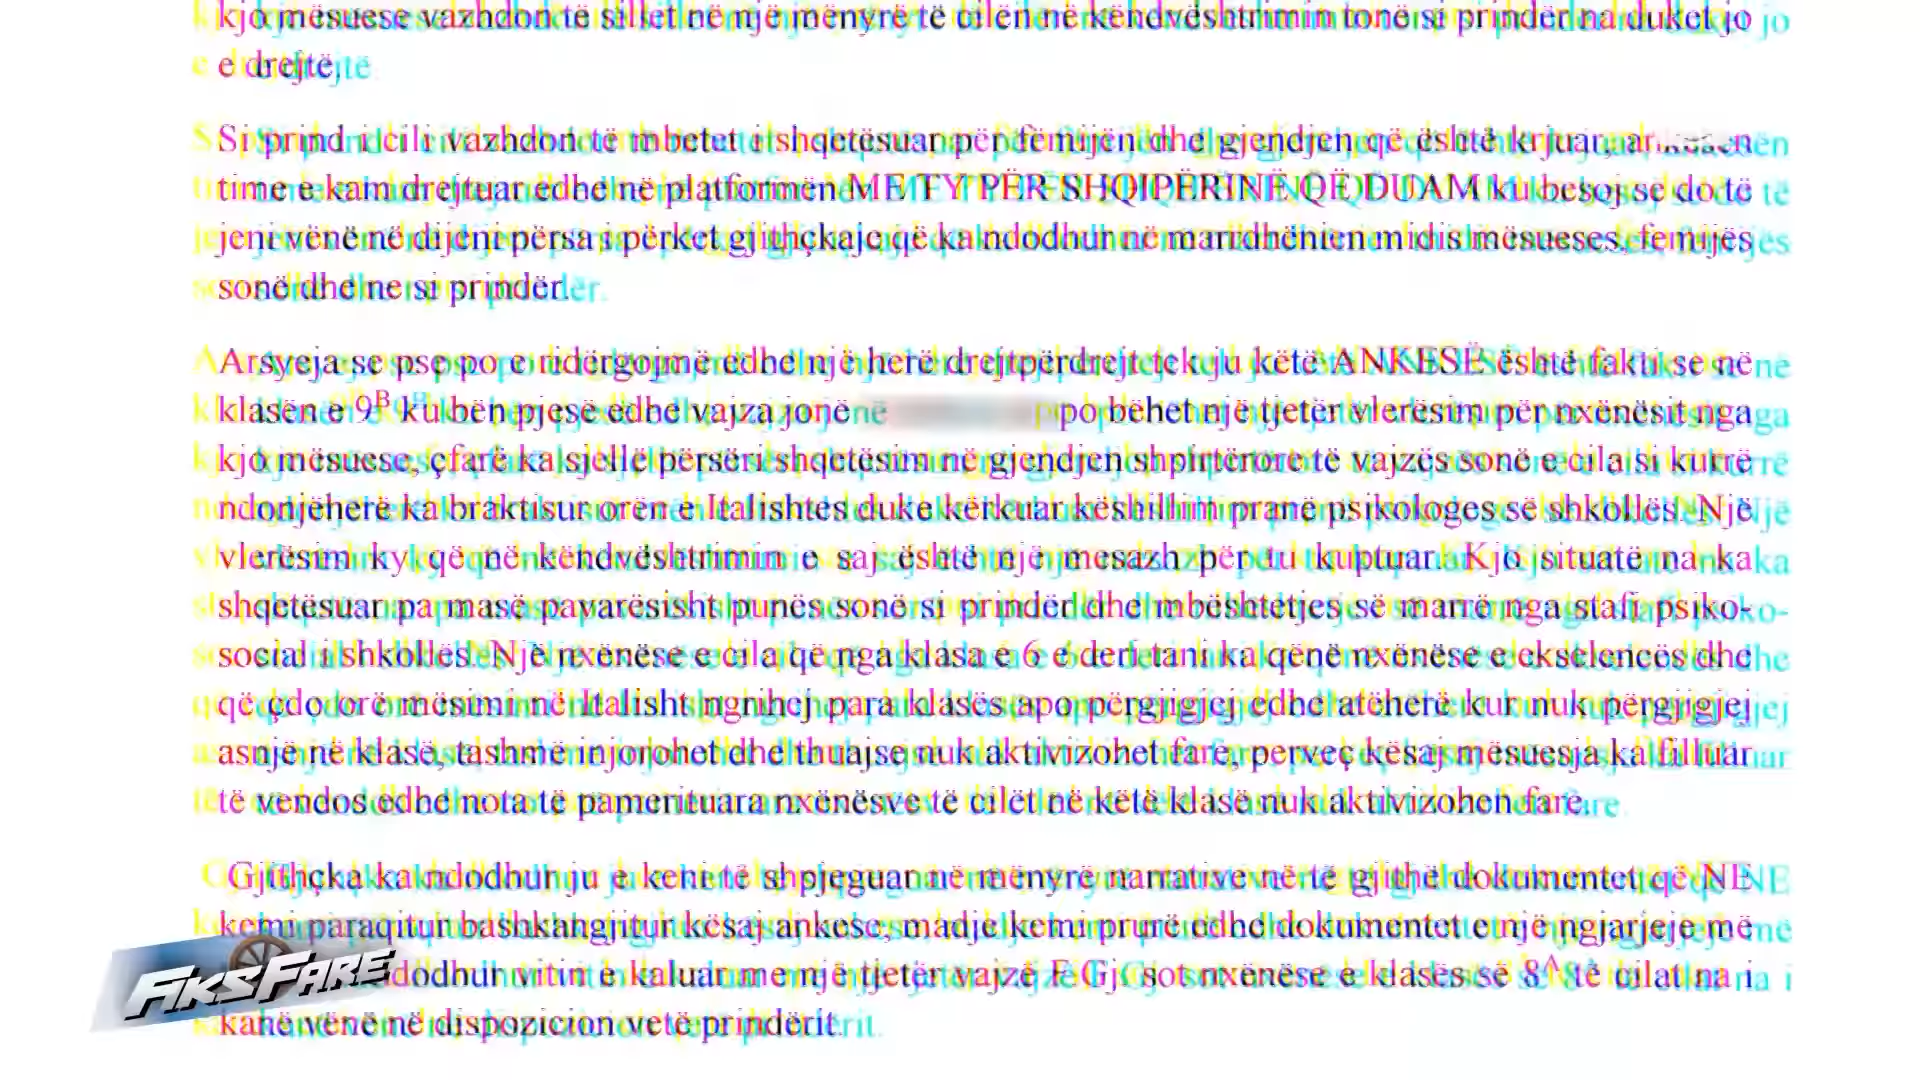 kjo mësuese vazhdon të sillet në një mënyrë të cilën në këndvështrimin tonë si prindër na duket jo
e drejtë,
Si prind i cili vazhdon të mbetet i shqetësuar për fëmijën dhe gjendjen që është krjuar, ankesen
time e kam drejtuar edhe në platformën ME TY PËR SHQIPËRINË QË DUAM ku besoj se do të
jeni vënë në dijeni përsa i përket gjithçkaje që ka ndodhur në marrdhënien midis mësueses, femijës
sonë dhe ne si prindër.
Arsyeja se pse po e ridërgojmë edhe një herë drejtpërdrejt tek ju këtë ANKESË është fakti se në
klasën e 9B ku bën pjesë edhe vajza jonë po bëhet një tjetër vlerësim për nxënësit nga
kjo mësuese, çfarë ka sjellë përsëri shqetësim në gjendjen shpirtërore të vajzës sonë e cila si kurrë
ndonjëherë ka braktisur orën e Italishtes duke kërkuar këshillim pranë psikologes së shkollës. Një
vlerësim ky që në këndvështrimin e saj është një mesazh për tu kuptuar. Kjo situatë na ka
shqetësuar pa masë pavarësisht punës sonë si prindër dhe mbështetjes së marrë nga stafi psiko-
social i shkollës. Një nxënëse e cila që nga klasa e 6 e deri tani ka qënë nxënëse e ekselencës dhe
që çdo orë mësimi në Italisht ngrihej para klasës apo përgjigjej edhe atëherë kur nuk përgjigjej
asnjë në klasë, tashmë injorohet dhe thuajse nuk aktivizohet fare, perveç kësaj mësuesja ka filluar
të vendos edhe nota të pamerituara nxënësve të cilët në këtë klasë nuk aktivizohen fare.
Gjithçka ka ndodhur ju e keni të shpjeguar në mënyrë narrative në të gjithë dokumentet që NE
kemi paraqitur bashkangjitur kësaj ankese, madje kemi prurë edhe dokumentet e një ngjarjeje më
FIKS FARE dodhur vitin e kaluar me një tjetër vajzë F Gj sot nxënëse e klasës së 8A të cilat na i
kanë vënë në dispozicion vetë prindërit.